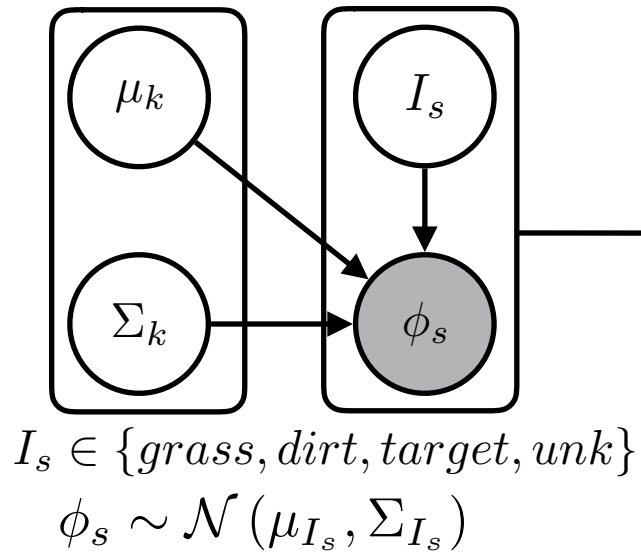 μ_k
I_s
Σ_k
ϕ_s
I_s ∈ {grass, dirt, target, unk}
ϕ_s ∼ 𝒩 (μ_{I_s}, Σ_{I_s})